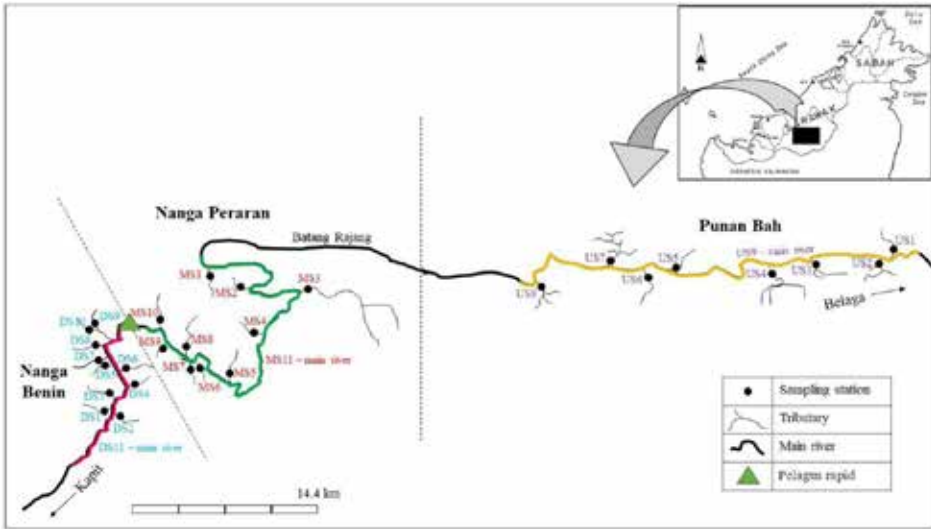 SABAH
SARAWAK
Nanga Peraran
Punan Bah
Batang Rajang
US1
US7
US5
US9 - main river
US2
US3
US4
US6
US8
Belaga
MS1
MS2
MS3
MS10
MS4
MS8
MS9
MS11 - main river
MS7
MS5
MS6
DS9
DS10
DS8
DS7
DS6
DS5
DS4
DS3
DS1
DS2
Nanga Benin
DS11 - main river
Kapit
14.4 km
Sampling station
Tributary
Main river
Pelagus rapid